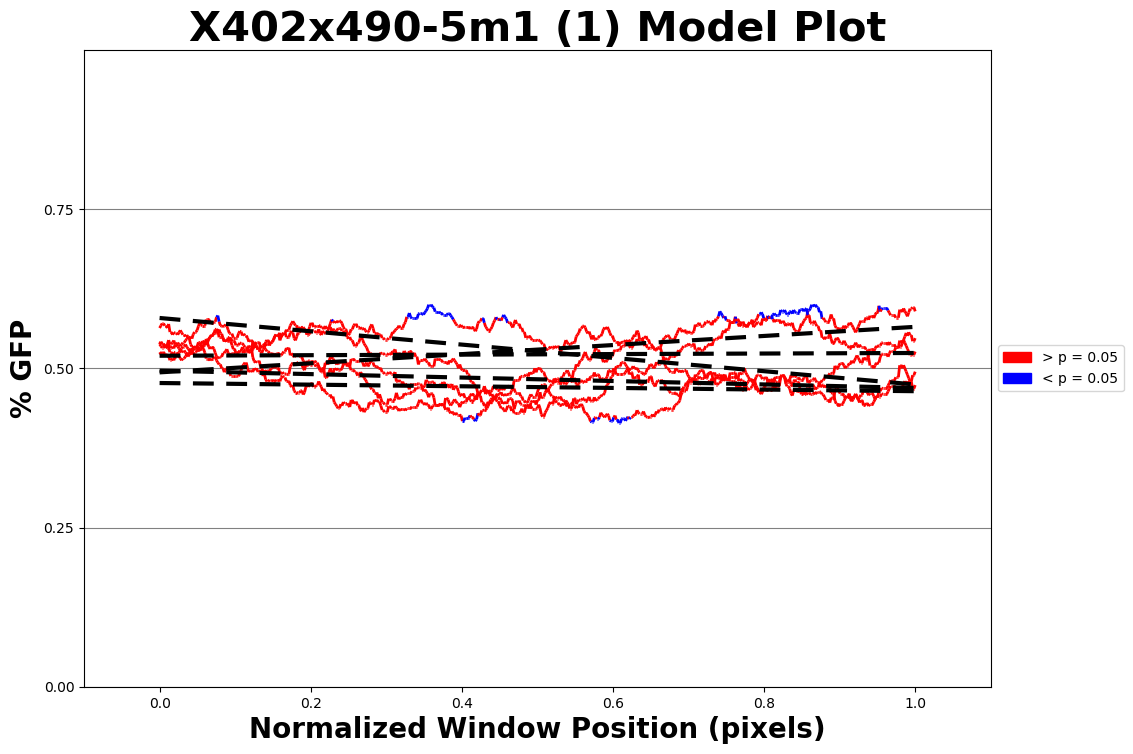 X402x490-5m1 (1) Model Plot
% GFP
0.75
0.50
0.25
0.00
0.0 0.2 0.4 0.6 0.8 1.0
Normalized Window Position (pixels)
> p = 0.05
< p = 0.05